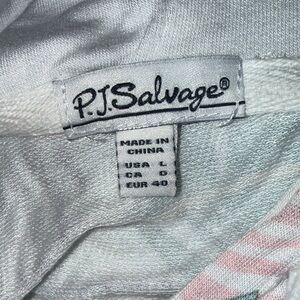 P.J.Salvage®
MADE IN
CHINA
USA L
CA G
EUR 40